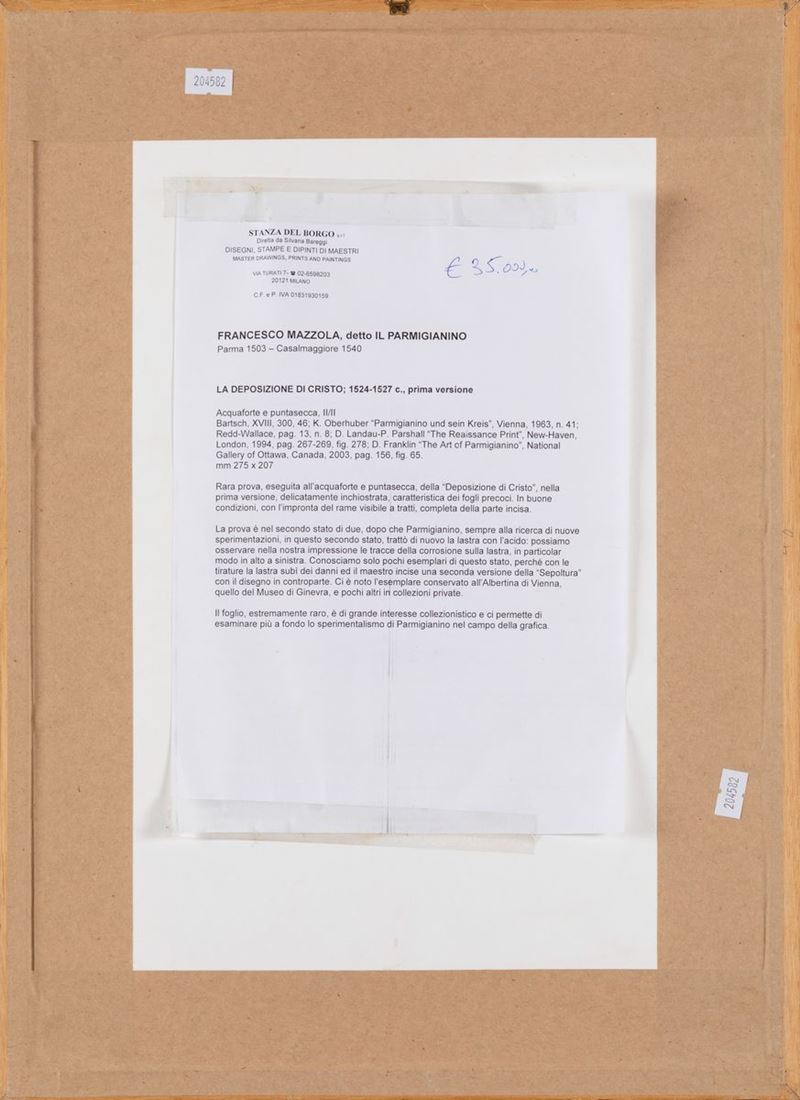 204582
STANZA DEL BORGO s.r.l.
Diretta da Silvana Bareggi
DISEGNI, STAMPE E DIPINTI DI MAESTRI
MASTER DRAWINGS, PRINTS AND PAINTINGS
VIA TURATI 7- ☎ 02-6598203
20121 MILANO
C.F. e P. IVA 01831930159
€ 35.000,00
FRANCESCO MAZZOLA, detto IL PARMIGIANINO
Parma 1503 – Casalmaggiore 1540
LA DEPOSIZIONE DI CRISTO; 1524-1527 c., prima versione
Acquaforte e puntasecca, II/II
Bartsch, XVIII, 300, 46; K. Oberhuber "Parmigianino und sein Kreis", Vienna, 1963, n. 41;
Redd-Wallace, pag. 13, n. 8; D. Landau-P. Parshall "The Reaissance Print", New-Haven,
London, 1994, pag. 267-269, fig. 278; D. Franklin "The Art of Parmigianino", National
Gallery of Ottawa, Canada, 2003, pag. 156, fig. 65.
mm 275 x 207
Rara prova, eseguita all'acquaforte e puntasecca, della "Deposizione di Cristo", nella
prima versione, delicatamente inchiostrata, caratteristica dei fogli precoci. In buone
condizioni, con l'impronta del rame visibile a tratti, completa della parte incisa.
La prova è nel secondo stato di due, dopo che Parmigianino, sempre alla ricerca di nuove
sperimentazioni, in questo secondo stato, trattò di nuovo la lastra con l'acido: possiamo
osservare nella nostra impressione le tracce della corrosione sulla lastra, in particolar
modo in alto a sinistra. Conosciamo solo pochi esemplari di questo stato, perché con le
tirature la lastra subì dei danni ed il maestro incise una seconda versione della "Sepoltura"
con il disegno in controparte. Ci è noto l'esemplare conservato all'Albertina di Vienna,
quello del Museo di Ginevra, e pochi altri in collezioni private.
Il foglio, estremamente raro, è di grande interesse collezionistico e ci permette di
esaminare più a fondo lo sperimentalismo di Parmigianino nel campo della grafica.
204582